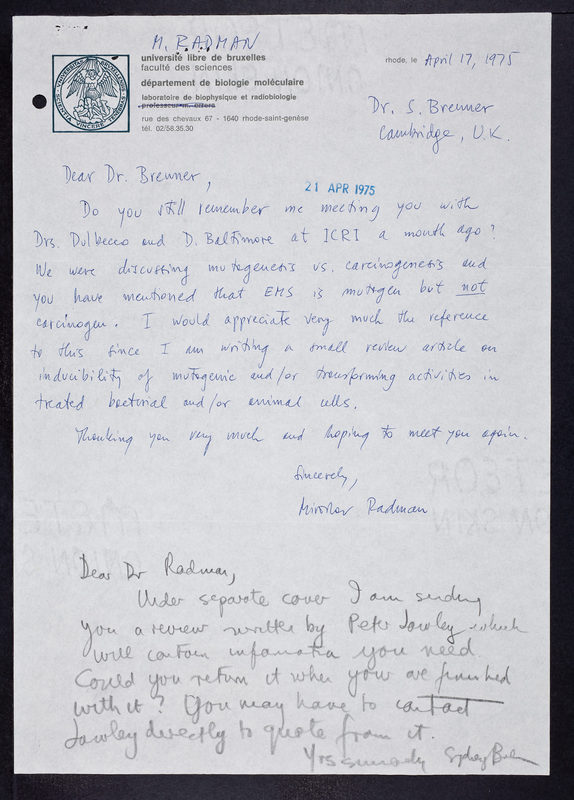 M. RADMAN
université libre de bruxelles
faculté des sciences
département de biologie moléculaire
laboratoire de biophysique et radiobiologie
professeur m. errera
rue des chevaux 67 - 1640 rhode-saint-genèse
tél. 02/58.35.30
rhode, le April 17, 1975
Dr. S. Brenner
Cambridge, U.K.
Dear Dr. Brenner,
21 APR 1975
Do you still remember me meeting you with
Drs. Dulbecco and D. Baltimore at ICRI a month ago?
We were discussing mutagenesis vs. carcinogenesis and
you have mentioned that EMS is mutagen but not
carcinogen. I would appreciate very much the reference
to this since I am writing a small review article on
inducibility of mutagenic and/or transforming activities in
treated bacterial and/or animal cells.
Thanking you very much and hoping to meet you again.
Sincerely,
Miroslav Radman
Dear Dr Radman,
Under separate cover I am sending
you a review written by Peter Lawley which
will contain information you need.
Could you return it when your are finished
with it? You may have to contact
Lawley directly to quote from it.
Yrs sincerely Sydney Brenner